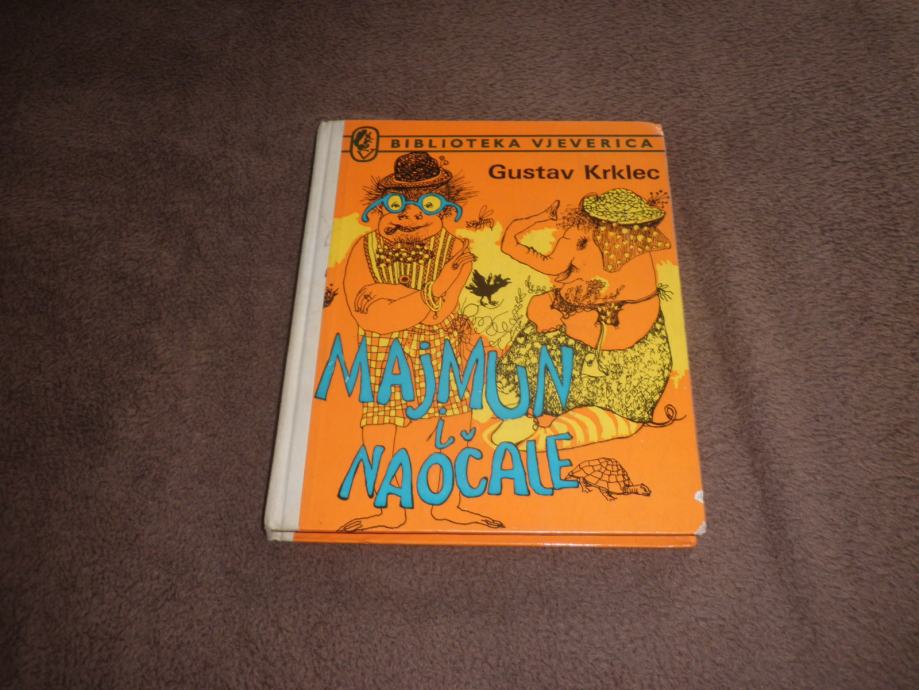 BIBLIOTEKA VJEVERICA
Gustav Krklec
MAjMUN
i
NAOČALE